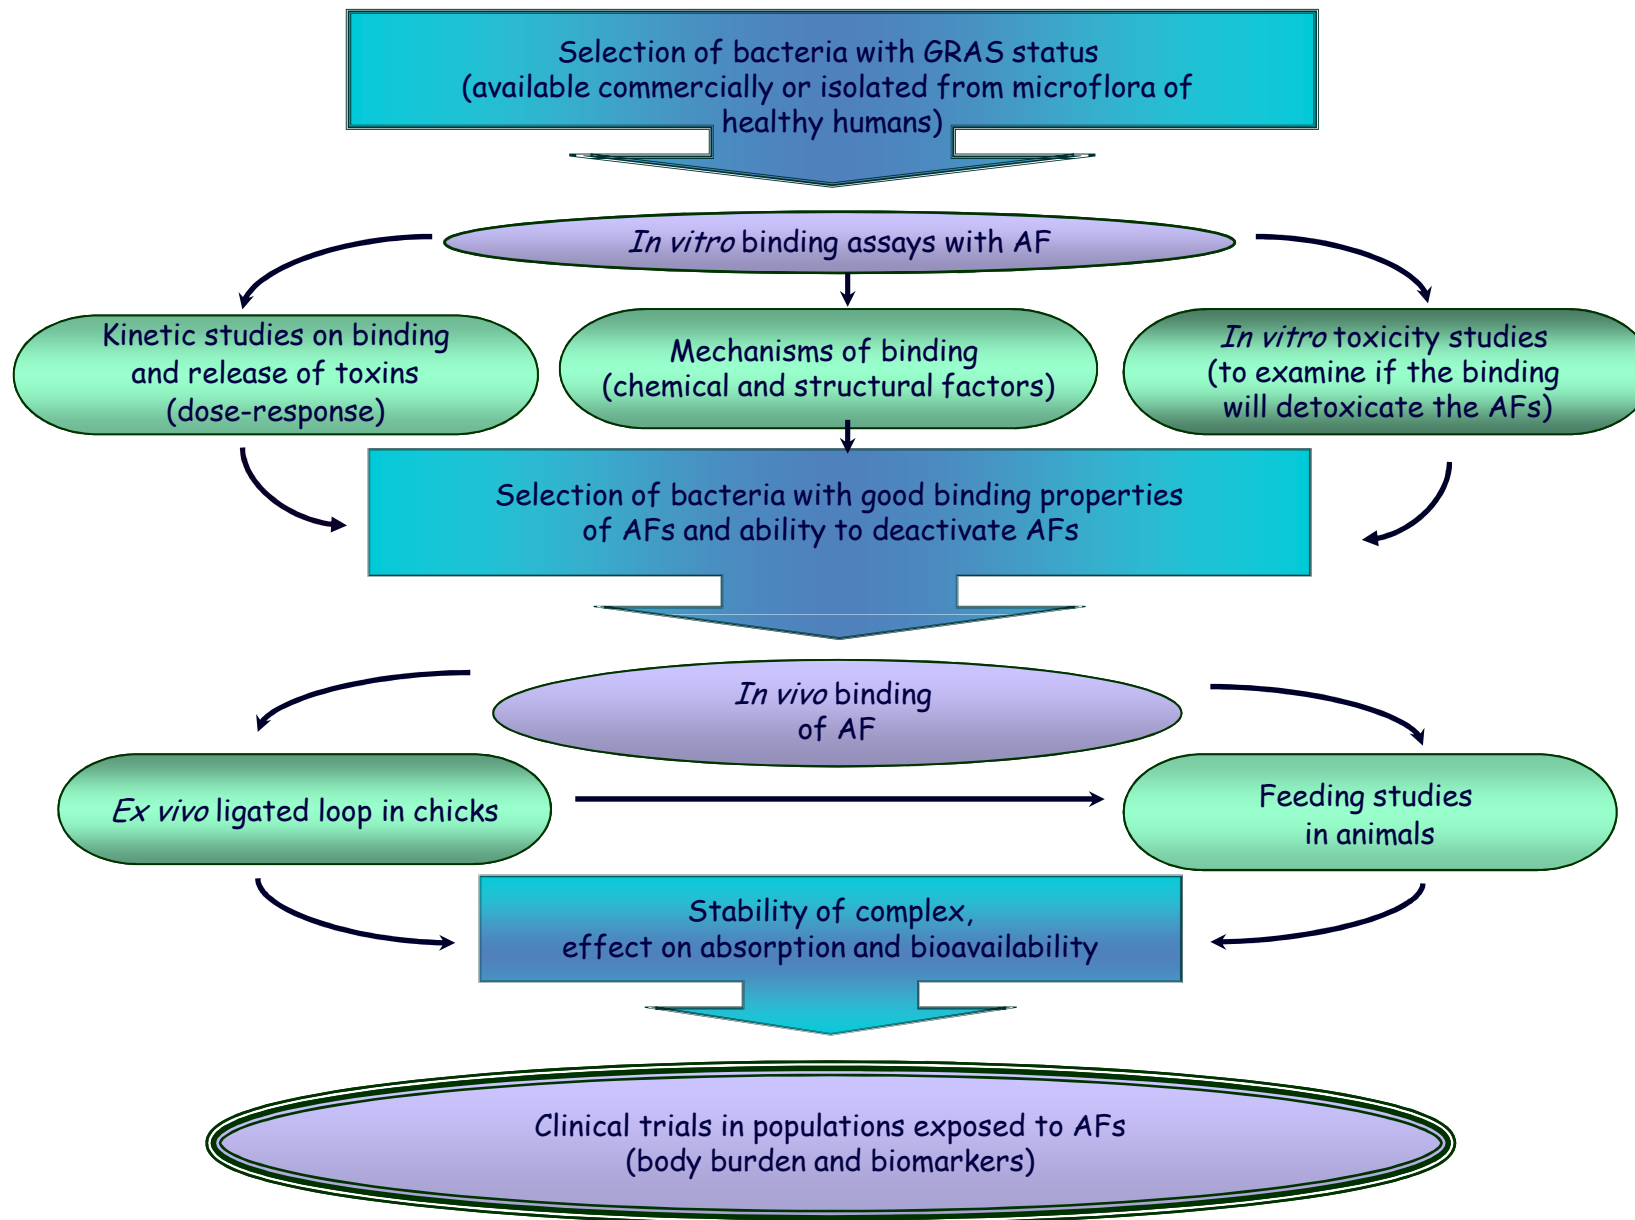 Selection of bacteria with GRAS status
(available commercially or isolated from microflora of
healthy humans)
In vitro binding assays with AF
Kinetic studies on binding
and release of toxins
(dose-response)
Mechanisms of binding
(chemical and structural factors)
In vitro toxicity studies
(to examine if the binding
will detoxicate the AFs)
Selection of bacteria with good binding properties
of AFs and ability to deactivate AFs
In vivo binding
of AF
Ex vivo ligated loop in chicks
Feeding studies
in animals
Stability of complex,
effect on absorption and bioavailability
Clinical trials in populations exposed to AFs
(body burden and biomarkers)